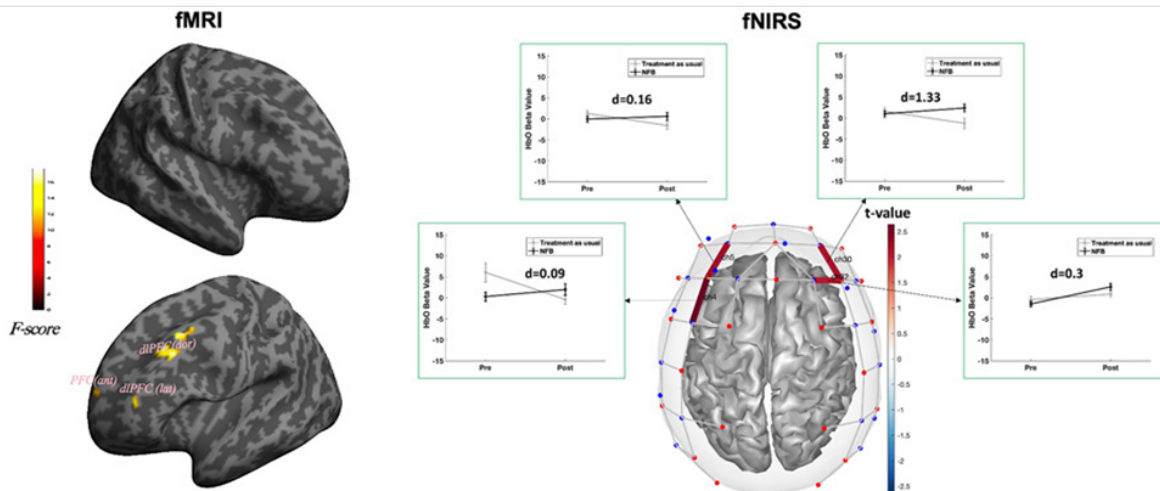 fMRI
F-score
dlPFC(dor)
PFC(ant)
dlPFC (lat)
fNIRS
HbO Beta Value
15
10
5
0
-5
-10
-15
Treatment as usual
NFB
d=0.16
Pre
Post
HbO Beta Value
15
10
5
0
-5
-10
-15
Treatment as usual
NFB
d=1.33
Pre
Post
HbO Beta Value
15
10
5
0
-5
-10
-15
Treatment as usual
NFB
d=0.09
Pre
Post
ch5
ch4
ch30
t-value
2.5
2
1.5
1
0.5
0
-0.5
-1
-1.5
-2
-2.5
HbO Beta Value
15
10
5
0
-5
-10
-15
Treatment as usual
NFB
d=0.3
Pre
Post